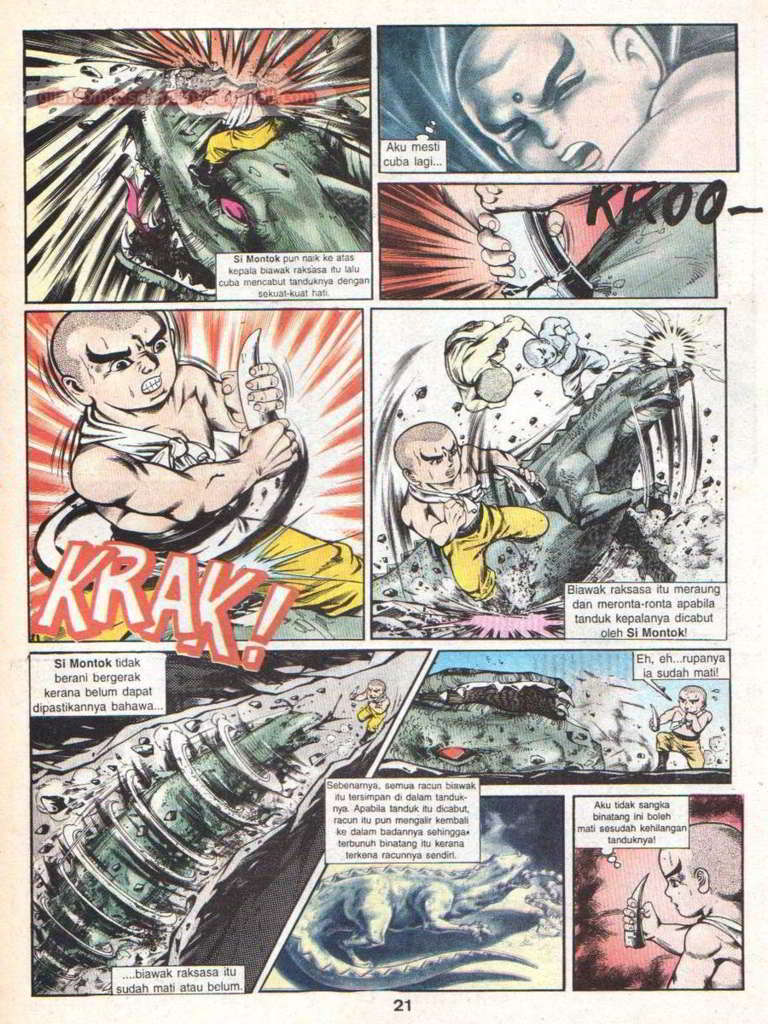 Si Montok pun naik ke atas
kepala biawak raksasa itu lalu
cuba mencabut tanduknya dengan
sekuat-kuat hati.
Aku mesti
cuba lagi...
KROO~
KRAK!
Biawak raksasa itu meraung
dan meronta-ronta apabila
tanduk kepalanya dicabut
oleh Si Montok!
Si Montok tidak
berani bergerak
kerana belum dapat
dipastikannya bahawa...
....biawak raksasa itu
sudah mati atau belum.
Eh, eh...rupanya
ia sudah mati!
Sebenarnya, semua racun biawak
itu tersimpan di dalam tanduk-
nya. Apabila tanduk itu dicabut,
racun itu pun mengalir kembali
ke dalam badannya sehingga
terbunuh binatang itu kerana
terkena racunnya sendiri.
Aku tidak sangka
binatang ini boleh
mati sesudah kehilangan
tanduknya!
21